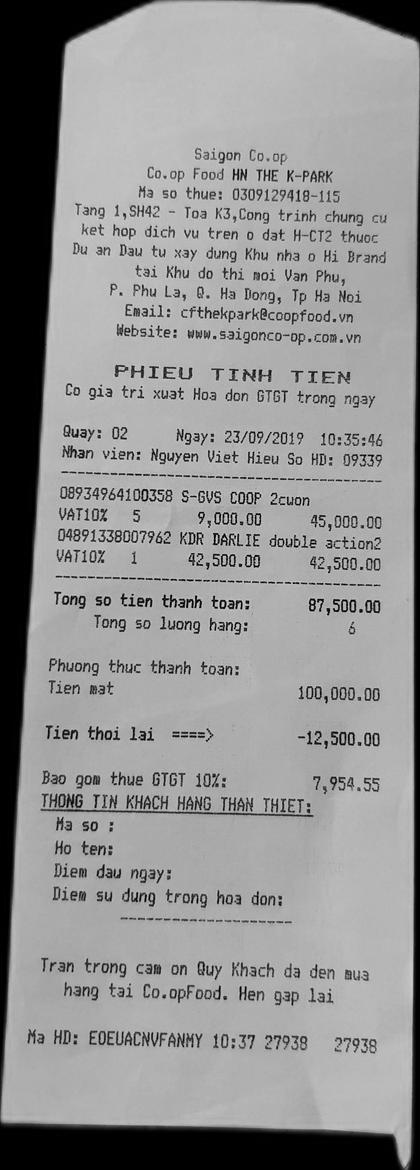 Saigon Co.op
Co.op Food HN THE K-PARK
Ma so thue: 0309129418-115
Tang 1,SH42 - Toa K3,Cong trinh chung cu
ket hop dich vu tren o dat H-CT2 thuoc
Du an Dau tu xay dung Khu nha o Hi Brand
tai Khu do thi moi Van Phu,
P. Phu La, Q. Ha Dong, Tp Ha Noi
Email: cfthekpark@coopfood.vn
Website: www.saigonco-op.com.vn
PHIEU TINH TIEN
Co gia tri xuat Hoa don GTGT trong ngay
Quay: 02 Ngay: 23/09/2019 10:35:46
Nhan vien: Nguyen Viet Hieu So HD: 09339
08934964100358 S-GVS COOP 2cuon
VAT10% 5 9,000.00 45,000.00
04891338007962 KDR DARLIE double action2
VAT10% 1 42,500.00 42,500.00
Tong so tien thanh toan: 87,500.00
Tong so luong hang: 6
Phuong thuc thanh toan:
Tien mat 100,000.00
Tien thoi lai ====> -12,500.00
Bao gom thue GTGT 10%: 7,954.55
THONG TIN KHACH HANG THAN THIET:
Ma so :
Ho ten:
Diem dau ngay:
Diem su dung trong hoa don:
Tran trong cam on Quy Khach da den mua
hang tai Co.opFood. Hen gap lai
Ma HD: EOEUACNVFANMY 10:37 27938 27938